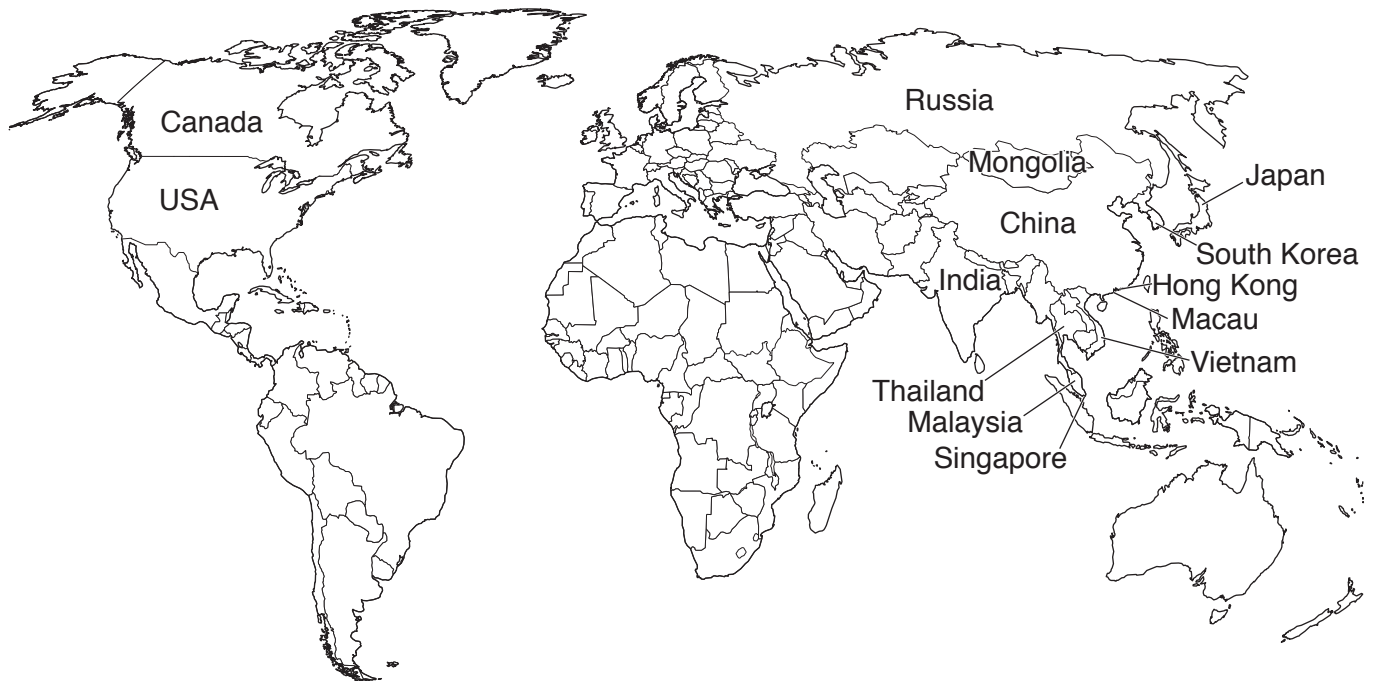 Canada
USA
Russia
Mongolia
Japan
China
South Korea
India
Hong Kong
Macau
Vietnam
Thailand
Malaysia
Singapore